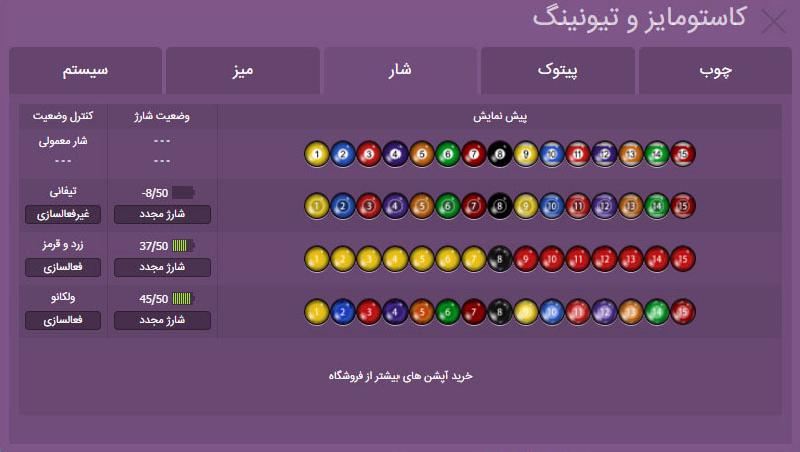 کاستومایز و تیونینگ
چوب
پیتوک
شار
میز
سیستم
پیش نمایش
وضعیت شارژ
کنترل وضعیت
1 2 3 4 5 6 7 8 9 10 11 12 13 14 15
---
---
شار معمولی
---
1 2 3 4 5 6 7 8 9 10 11 12 13 14 15
-8/50
شارژ مجدد
تیفانی
غیرفعالسازی
1 1 2 3 4 5 6 7 8 9 10 11 12 13 14 15
37/50
شارژ مجدد
زرد و قرمز
فعالسازی
1 2 3 4 5 6 7 8 9 10 11 12 13 14 15
45/50
شارژ مجدد
ولکانو
فعالسازی
خرید آپشن های بیشتر از فروشگاه